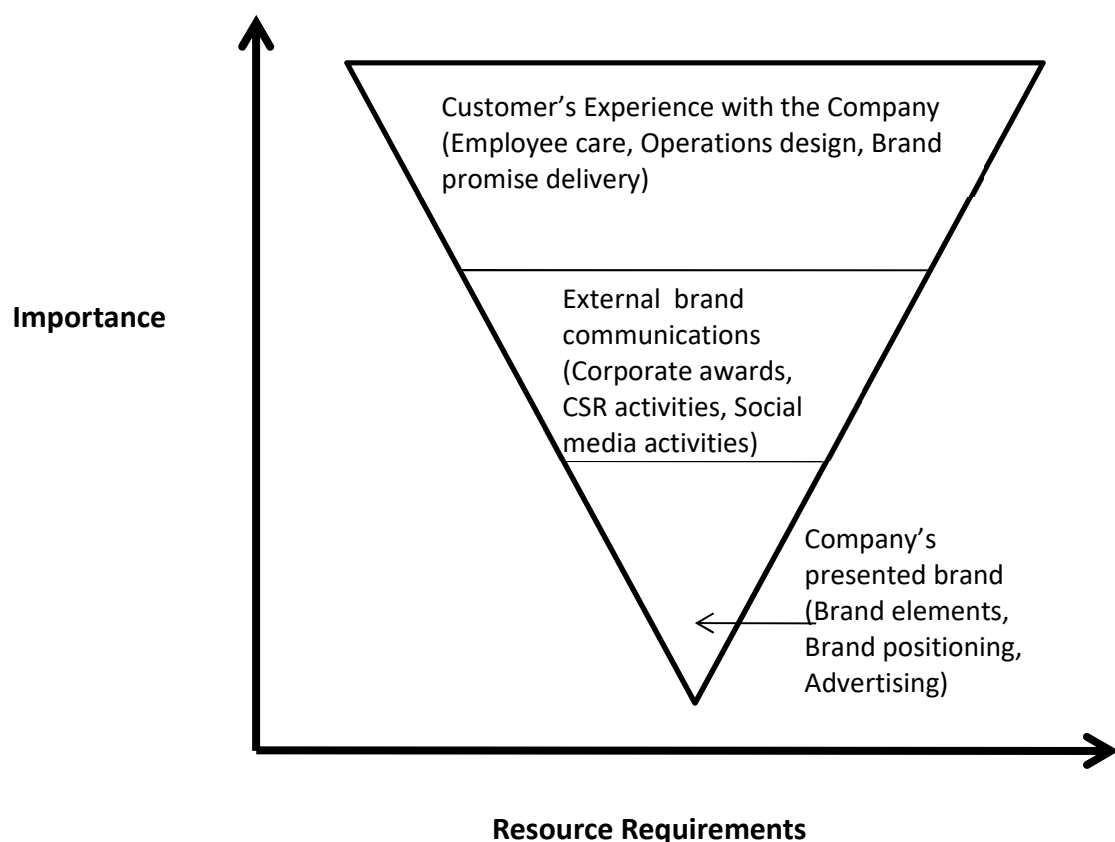 Customer’s Experience with the Company
(Employee care, Operations design, Brand
promise delivery)
Importance
External brand
communications
(Corporate awards,
CSR activities, Social
media activities)
Company’s
presented brand
(Brand elements,
Brand positioning,
Advertising)
Resource Requirements